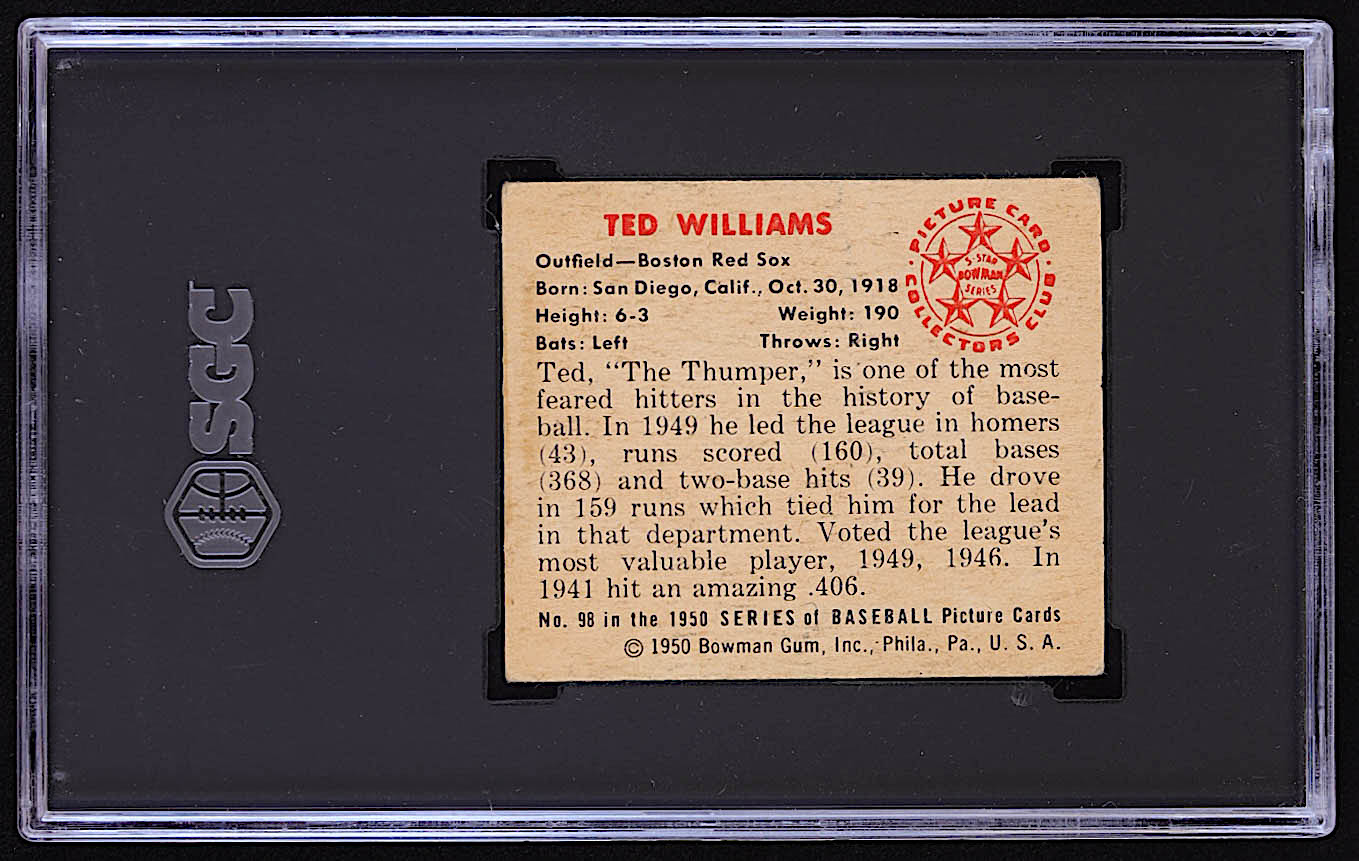 SGC
TED WILLIAMS
PICTURE CARD
COLLECTORS CLUB
5-STAR
BOWMAN
SERIES
Outfield—Boston Red Sox
Born: San Diego, Calif., Oct. 30, 1918
Height: 6-3 Weight: 190
Bats: Left Throws: Right
Ted, “The Thumper,” is one of the most
feared hitters in the history of base-
ball. In 1949 he led the league in homers
(43), runs scored (160), total bases
(368) and two-base hits (39). He drove
in 159 runs which tied him for the lead
in that department. Voted the league's
most valuable player, 1949, 1946. In
1941 hit an amazing .406.
No. 98 in the 1950 SERIES of BASEBALL Picture Cards
© 1950 Bowman Gum, Inc., Phila., Pa., U. S. A.